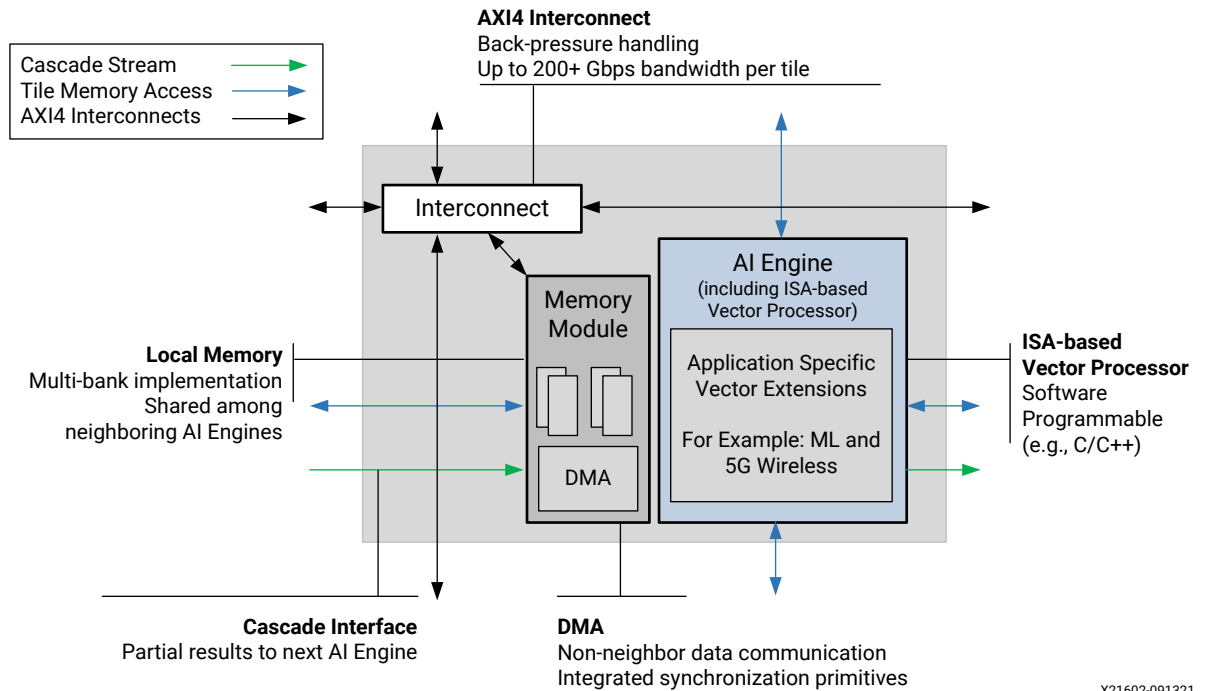 AXI4 Interconnect
Back-pressure handling
Up to 200+ Gbps bandwidth per tile
Cascade Stream
Tile Memory Access
AXI4 Interconnects
Interconnect
AI Engine
(including ISA-based
Vector Processor)
Memory
Module
Application Specific
Vector Extensions
For Example: ML and
5G Wireless
DMA
Local Memory
Multi-bank implementation
Shared among
neighboring AI Engines
ISA-based
Vector Processor
Software
Programmable
(e.g., C/C++)
Cascade Interface
Partial results to next AI Engine
DMA
Non-neighbor data communication
Integrated synchronization primitives
X21602-091321